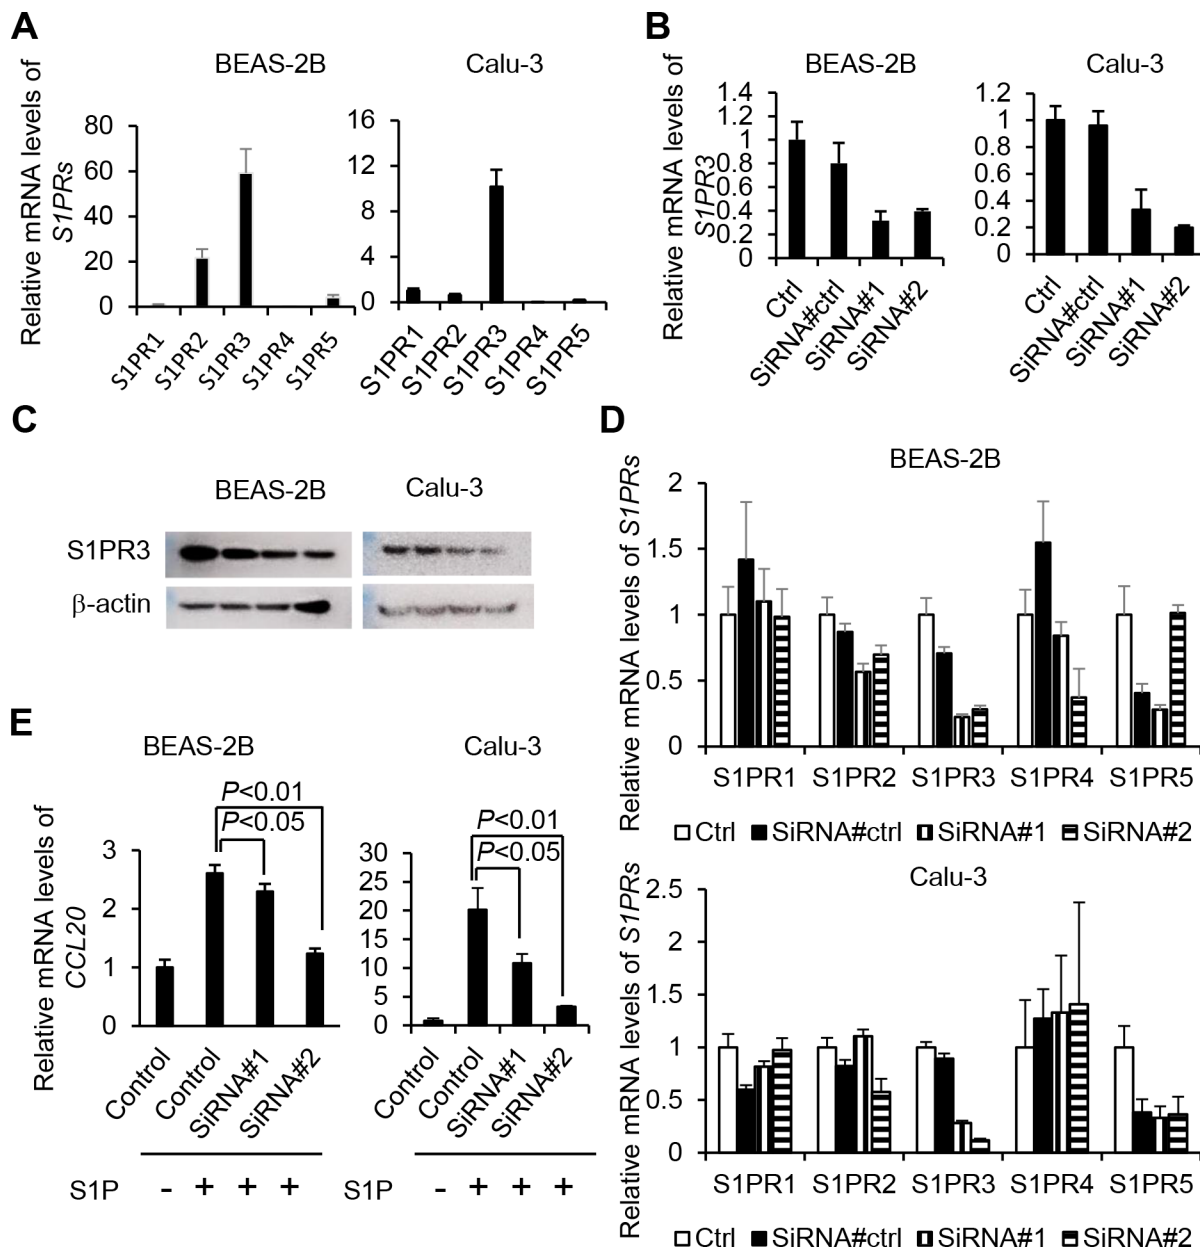 A
Relative mRNA levels of
S1PRs
BEAS-2B
80
60
40
20
0
S1PR1
S1PR2
S1PR3
S1PR4
S1PR5
Calu-3
16
12
8
4
0
S1PR1
S1PR2
S1PR3
S1PR4
S1PR5
B
Relative mRNA levels of
S1PR3
BEAS-2B
1.4
1.2
1
0.8
0.6
0.4
0.2
0
Ctrl
SiRNA#ctrl
SiRNA#1
SiRNA#2
Calu-3
1.2
1
0.8
0.6
0.4
0.2
0
Ctrl
SiRNA#ctrl
SiRNA#1
SiRNA#2
C
BEAS-2B
Calu-3
S1PR3
β-actin
D
Relative mRNA levels of S1PRs
BEAS-2B
2
1.5
1
0.5
0
S1PR1 S1PR2 S1PR3 S1PR4 S1PR5
Ctrl SiRNA#ctrl SiRNA#1 SiRNA#2
Relative mRNA levels of S1PRs
Calu-3
2.5
2
1.5
1
0.5
0
S1PR1 S1PR2 S1PR3 S1PR4 S1PR5
Ctrl SiRNA#ctrl SiRNA#1 SiRNA#2
E
Relative mRNA levels of
CCL20
BEAS-2B
P<0.01
P<0.05
3
2
1
0
Control
Control
SiRNA#1
SiRNA#2
S1P - + + +
Calu-3
P<0.01
P<0.05
30
25
20
15
10
5
0
Control
Control
SiRNA#1
SiRNA#2
S1P - + + +